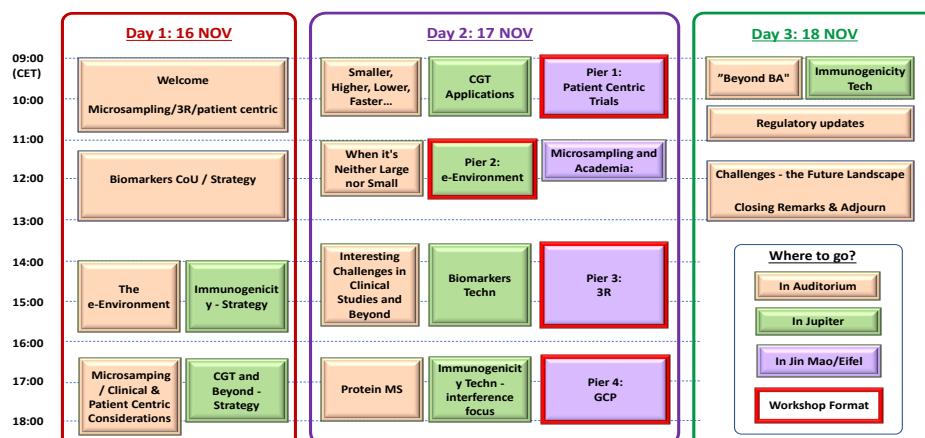 Day 1: 16 NOV
Day 2: 17 NOV
Day 3: 18 NOV
09:00
(CET)
10:00
11:00
12:00
13:00
14:00
15:00
16:00
17:00
18:00
Welcome
Microsampling/3R/patient centric
Biomarkers CoU / Strategy
The
e-Environment
Immunogenicit
y - Strategy
Microsamping
/ Clinical &
Patient Centric
Considerations
CGT and
Beyond -
Strategy
Smaller,
Higher, Lower,
Faster...
CGT
Applications
Pier 1:
Patient Centric
Trials
When it's
Neither Large
nor Small
Pier 2:
e-Environment
Microsampling and
Academia:
Interesting
Challenges in
Clinical
Studies and
Beyond
Biomarkers
Techn
Pier 3:
3R
Protein MS
Immunogenicit
y Techn -
interference
focus
Pier 4:
GCP
"Beyond BA"
Immunogenicity
Tech
Regulatory updates
Challenges - the Future Landscape
Closing Remarks & Adjourn
Where to go?
In Auditorium
In Jupiter
In Jin Mao/Eifel
Workshop Format